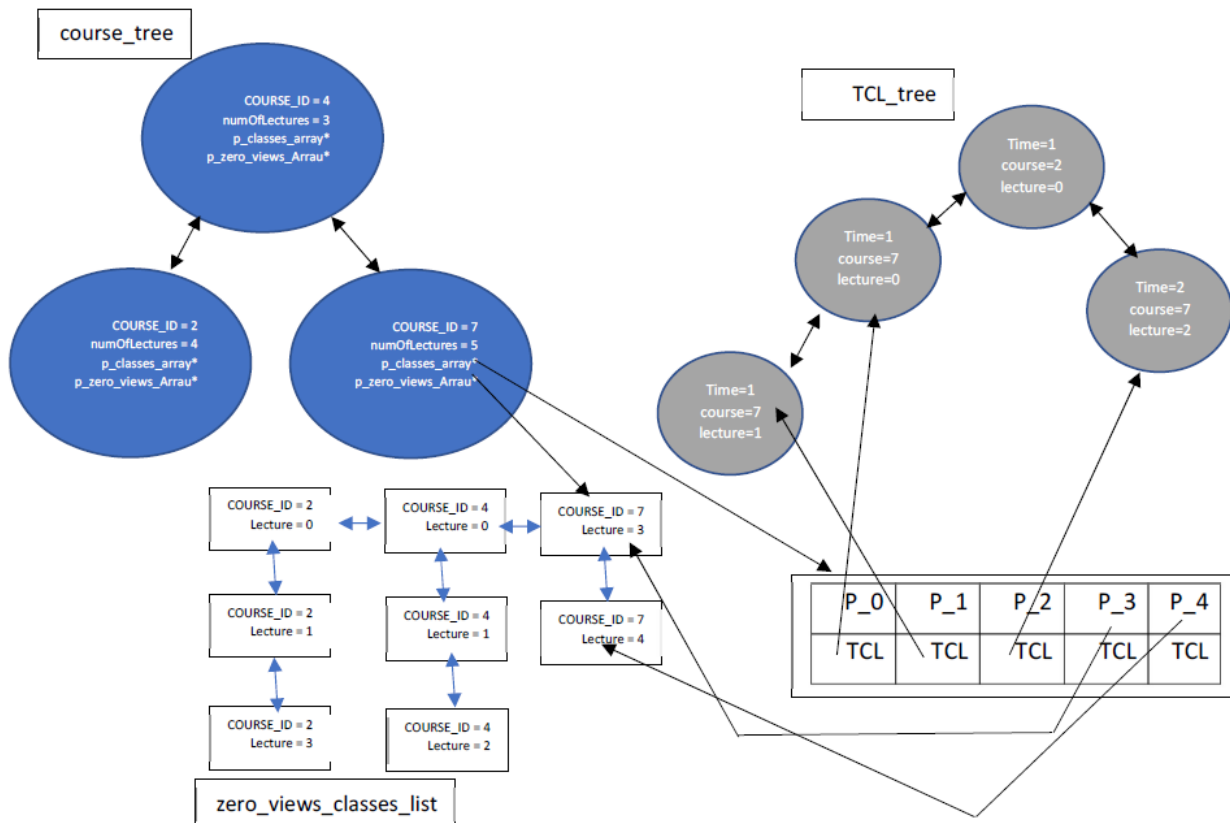 course_tree
COURSE_ID = 4
numOfLectures = 3
p_classes_array*
p_zero_views_Arrau*
COURSE_ID = 2
numOfLectures = 4
p_classes_array*
p_zero_views_Arrau*
COURSE_ID = 7
numOfLectures = 5
p_classes_array*
p_zero_views_Arrau*
TCL_tree
Time=1
course=2
lecture=0
Time=1
course=7
lecture=0
Time=2
course=7
lecture=2
Time=1
course=7
lecture=1
COURSE_ID = 2
Lecture = 0
COURSE_ID = 4
Lecture = 0
COURSE_ID = 7
Lecture = 3
COURSE_ID = 2
Lecture = 1
COURSE_ID = 4
Lecture = 1
COURSE_ID = 7
Lecture = 4
COURSE_ID = 2
Lecture = 3
COURSE_ID = 4
Lecture = 2
P_0 P_1 P_2 P_3 P_4
TCL TCL TCL TCL TCL
zero_views_classes_list